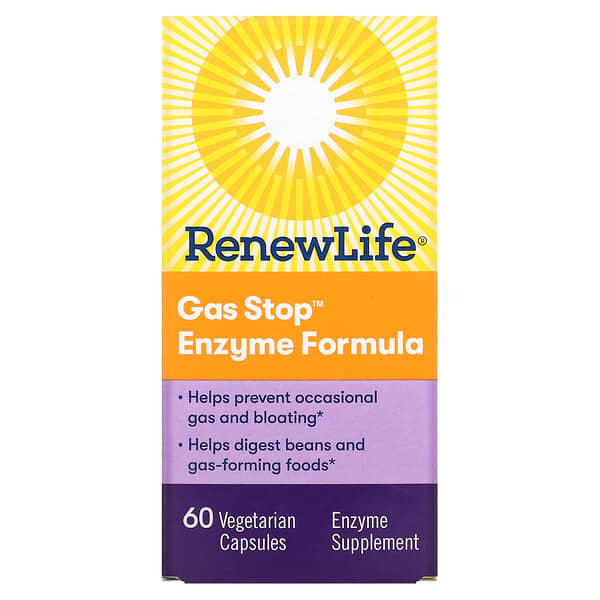 RenewLife®
Gas Stop™
Enzyme Formula
• Helps prevent occasional
gas and bloating*
• Helps digest beans and
gas-forming foods*
60 Vegetarian
Capsules
Enzyme
Supplement